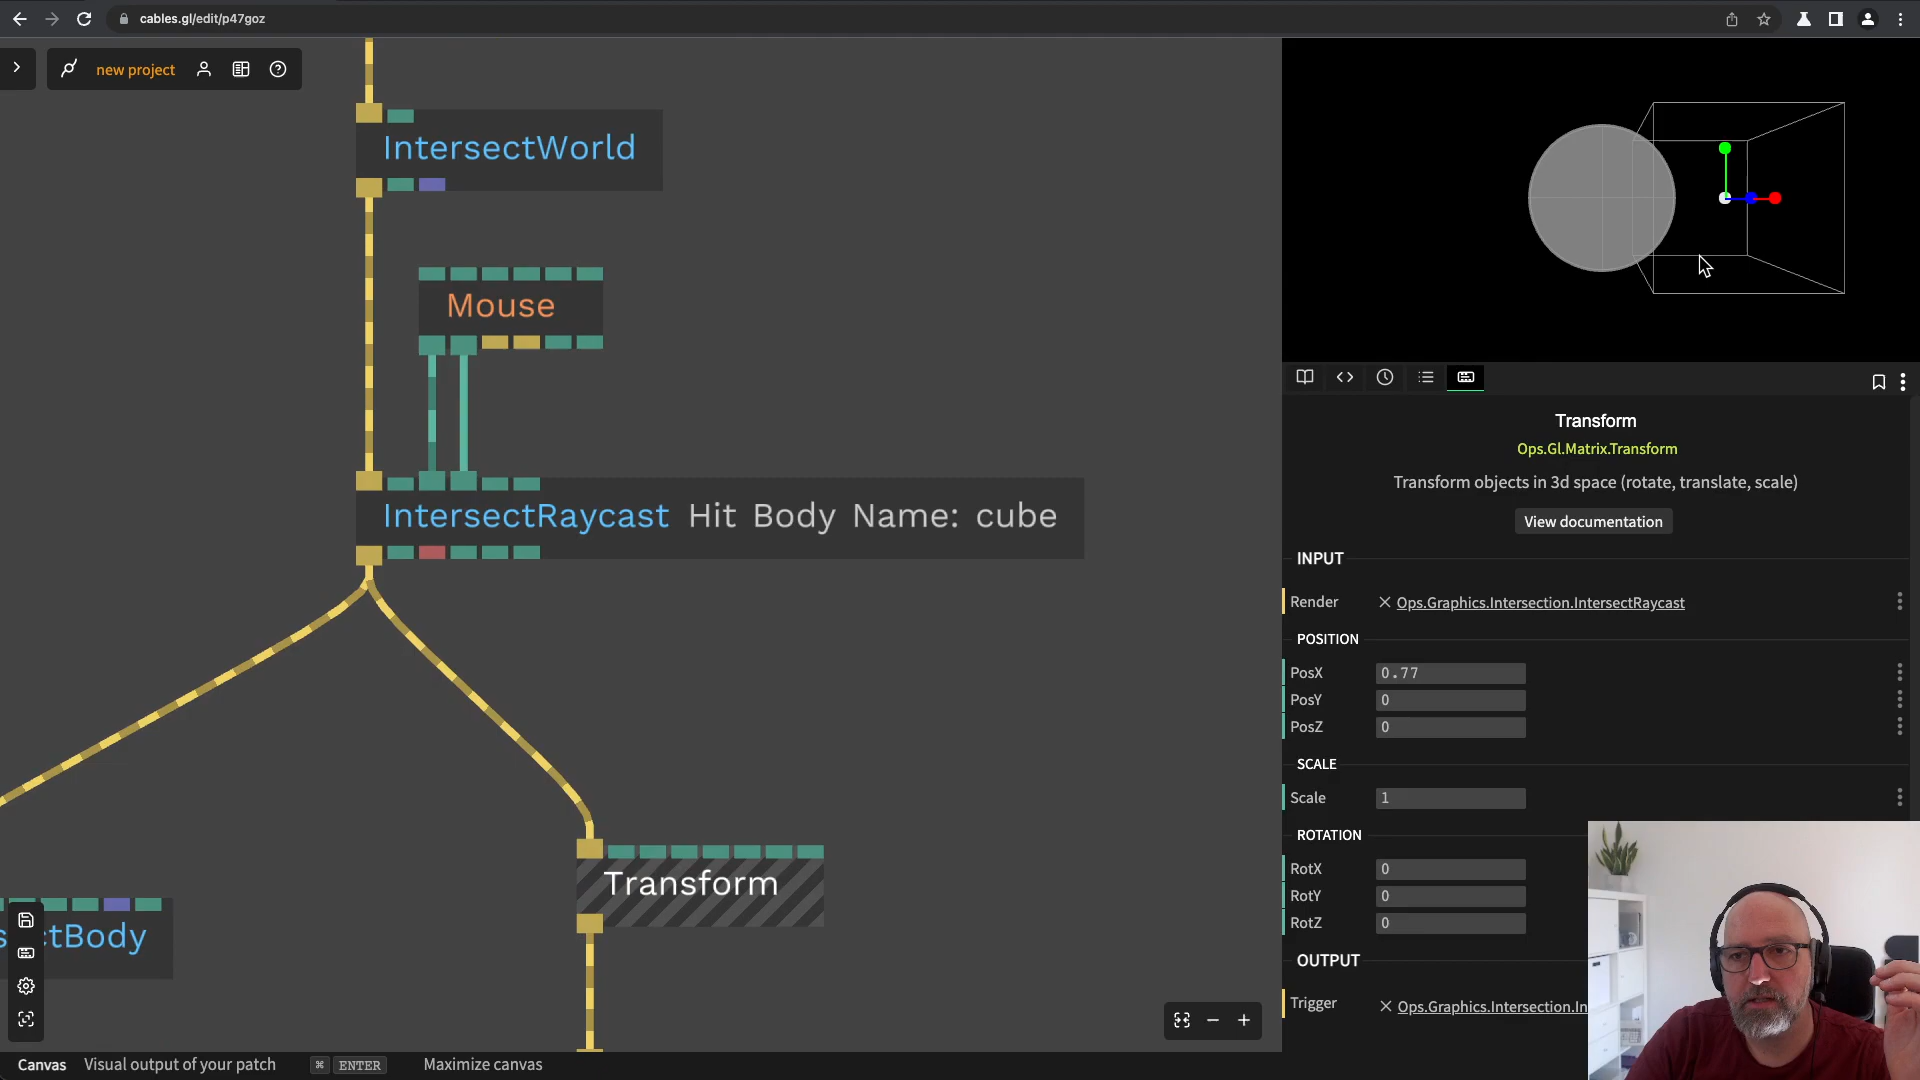 cables.gl/edit/p47goz
new project
IntersectWorld
Mouse
IntersectRaycast Hit Body Name: cube
Transform
ctBody
Transform
Ops.Gl.Matrix.Transform
Transform objects in 3d space (rotate, translate, scale)
View documentation
INPUT
Render Ops.Graphics.Intersection.IntersectRaycast
POSITION
PosX 0.77
PosY 0
PosZ 0
SCALE
Scale 1
ROTATION
RotX 0
RotY 0
RotZ 0
OUTPUT
Trigger Ops.Graphics.Intersection.In
Canvas Visual output of your patch ⌘ ENTER Maximize canvas